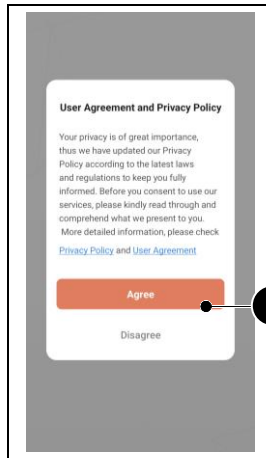 User Agreement and Privacy Policy
Your privacy is of great importance,
thus we have updated our Privacy
Policy according to the latest laws
and regulations to keep you fully
informed. Before you consent to use our
services, please kindly read through and
comprehend what we present to you.
More detailed information, please check
Privacy Policy and User Agreement
Agree
Disagree